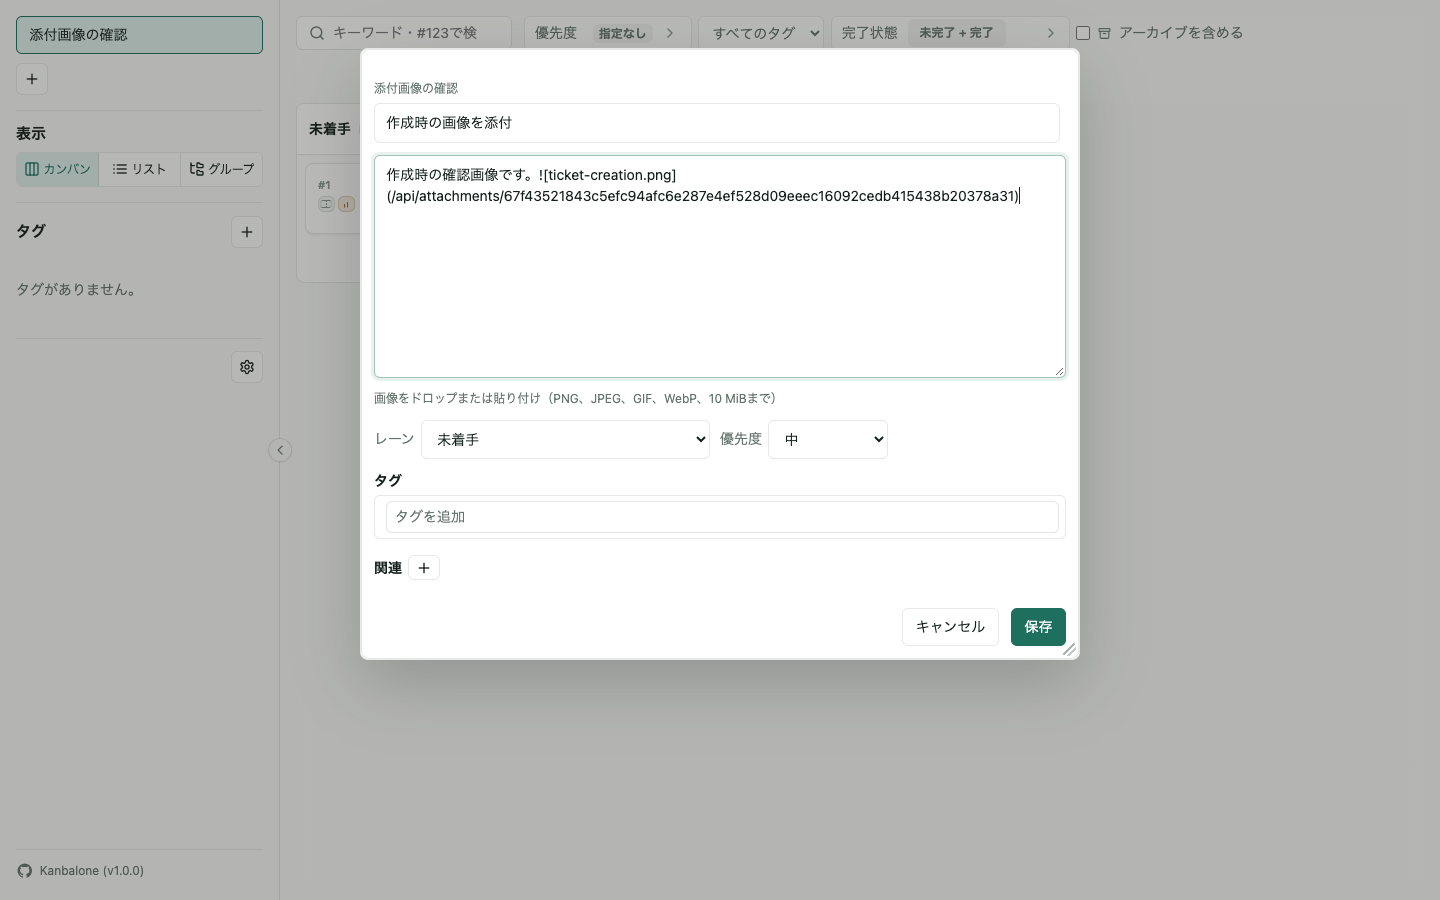 添付画像の確認
表示
カンバン
リスト
グループ
タグ
タグがありません。
Kanbalone (v1.0.0)
キーワード・#123で検
優先度
指定なし
すべてのタグ
完了状態
未完了 + 完了
アーカイブを含める
未着手
#1
添付画像の確認
作成時の画像を添付
作成時の確認画像です。![ticket-creation.png]
(/api/attachments/67f43521843c5efc94afc6e287e4ef528d09eeec16092cedb415438b20378a31)
画像をドロップまたは貼り付け（PNG、JPEG、GIF、WebP、10 MiBまで）
レーン
未着手
優先度
中
タグ
タグを追加
関連
キャンセル
保存